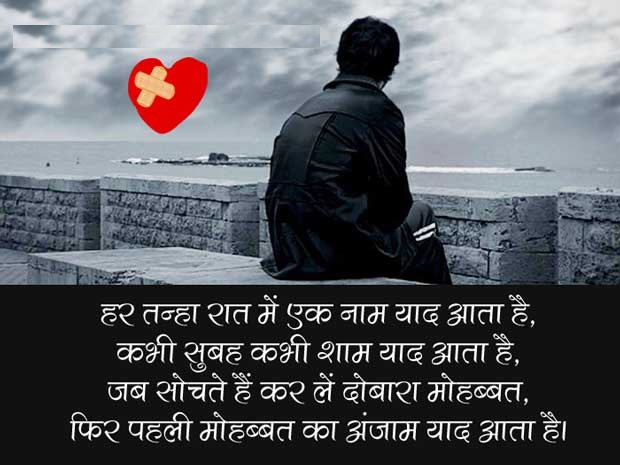 हर तन्हा रात में एक नाम याद आता है,
कभी सुबह कभी शाम याद आता है,
जब सोचते हैं कर लें दोबारा मोहब्बत,
फिर पहली मोहब्बत का अंजाम याद आता है।